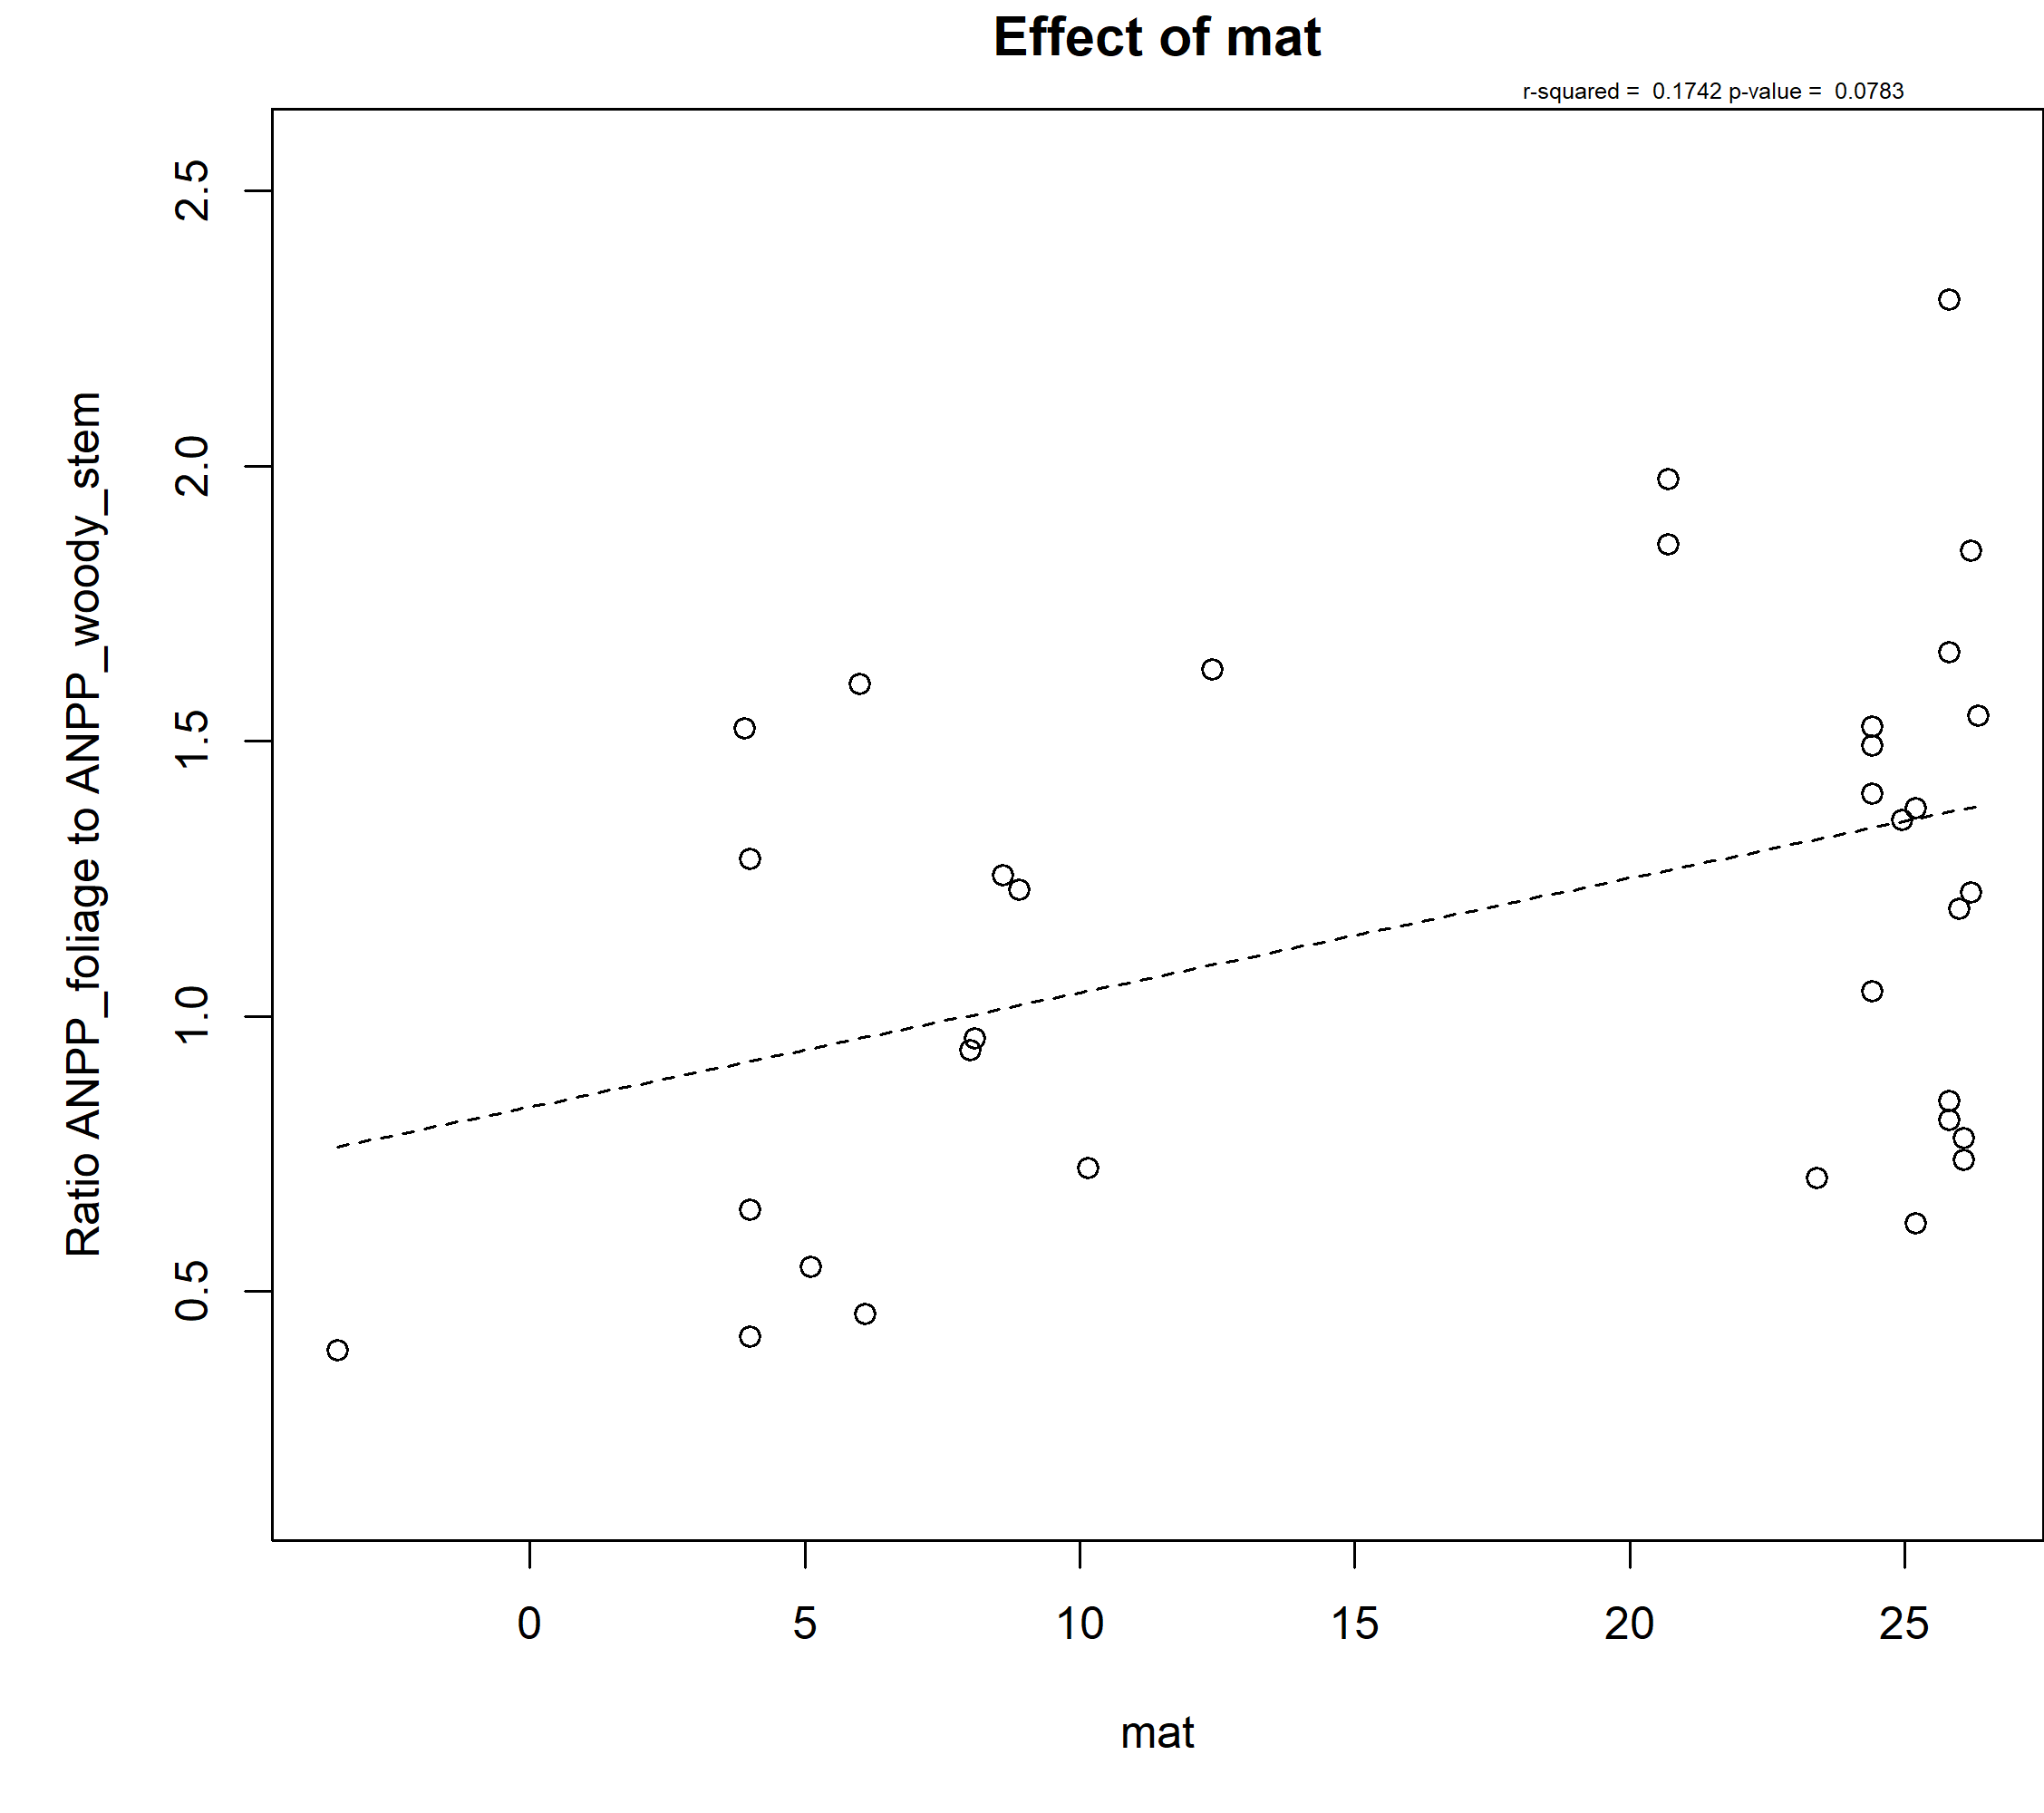 Effect of mat
r-squared =  0.1742 p-value =  0.0783
Ratio ANPP_foliage to ANPP_woody_stem
2.5
2.0
1.5
1.0
0.5
0 5 10 15 20 25
mat